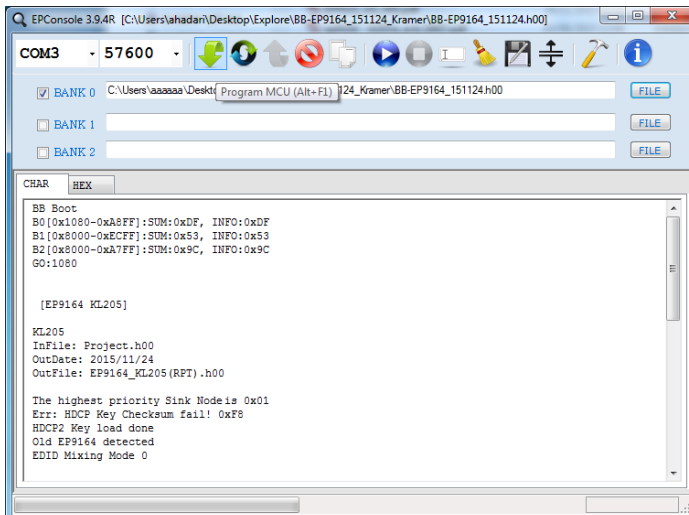 EPConsole 3.9.4R [C:\Users\ahadari\Desktop\Explore\BB-EP9164_151124_Kramer\BB-EP9164_151124.h00]
COM3 57600
BANK 0 C:\Users\aaaaaa\Deskt Program MCU (Alt+F1) 124_Kramer\BB-EP9164_151124.h00 FILE
BANK 1 FILE
BANK 2 FILE
CHAR HEX
BB Boot
B0[0x1080-0xA8FF]:SUM:0xDF, INFO:0xDF
B1[0x8000-0xECFF]:SUM:0x53, INFO:0x53
B2[0x8000-0xA7FF]:SUM:0x9C, INFO:0x9C
GO:1080
[EP9164 KL205]
KL205
InFile: Project.h00
OutDate: 2015/11/24
OutFile: EP9164_KL205(RPT).h00
The highest priority Sink Node is 0x01
Err: HDCP Key Checksum fail! 0xF8
HDCP2 Key load done
Old EP9164 detected
EDID Mixing Mode 0